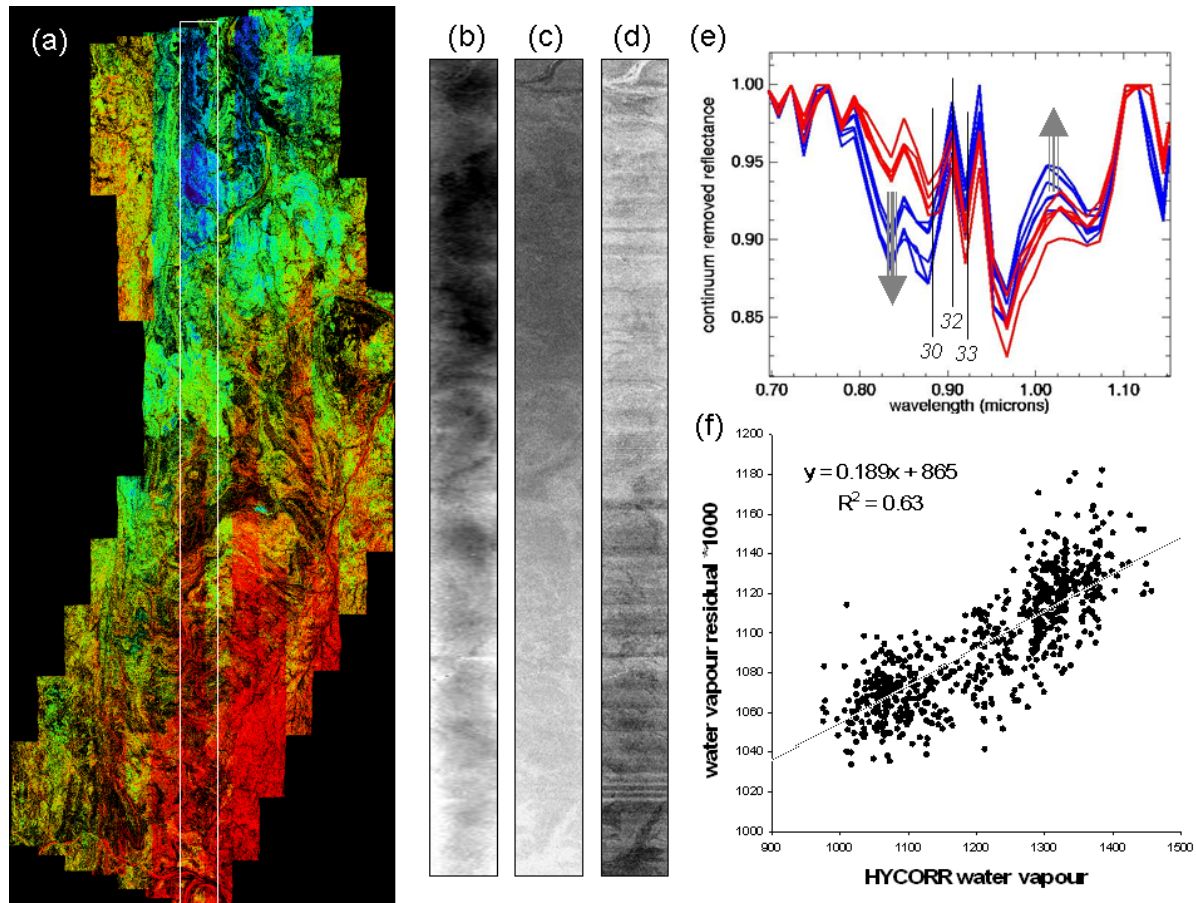 (a)
(b)
(c)
(d)
(e)
1.00
0.95
0.90
0.85
continuum removed reflectance
30
32
33
0.70
0.80
0.90
1.00
1.10
wavelength (microns)
(f)
1200
1180
1160
1140
1120
1100
1080
1060
1040
1020
1000
water vapour residual *1000
y = 0.189x + 865
R² = 0.63
900
1000
1100
1200
1300
1400
1500
HYCORR water vapour